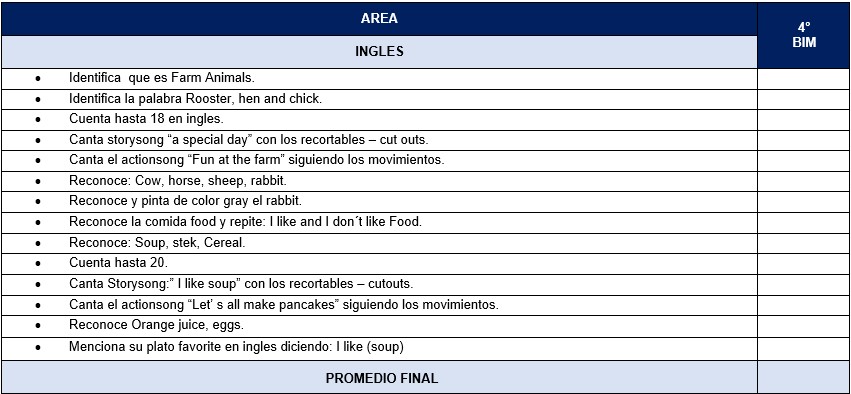 AREA
4°
BIM
INGLES
• Identifica que es Farm Animals.
• Identifica la palabra Rooster, hen and chick.
• Cuenta hasta 18 en ingles.
• Canta storysong “a special day” con los recortables – cut outs.
• Canta el actionsong “Fun at the farm” siguiendo los movimientos.
• Reconoce: Cow, horse, sheep, rabbit.
• Reconoce y pinta de color gray el rabbit.
• Reconoce la comida food y repite: I like and I don´t like Food.
• Reconoce: Soup, stek, Cereal.
• Cuenta hasta 20.
• Canta Storysong:” I like soup” con los recortables – cutouts.
• Canta el actionsong “Let’ s all make pancakes” siguiendo los movimientos.
• Reconoce Orange juice, eggs.
• Menciona su plato favorite en ingles diciendo: I like (soup)
PROMEDIO FINAL